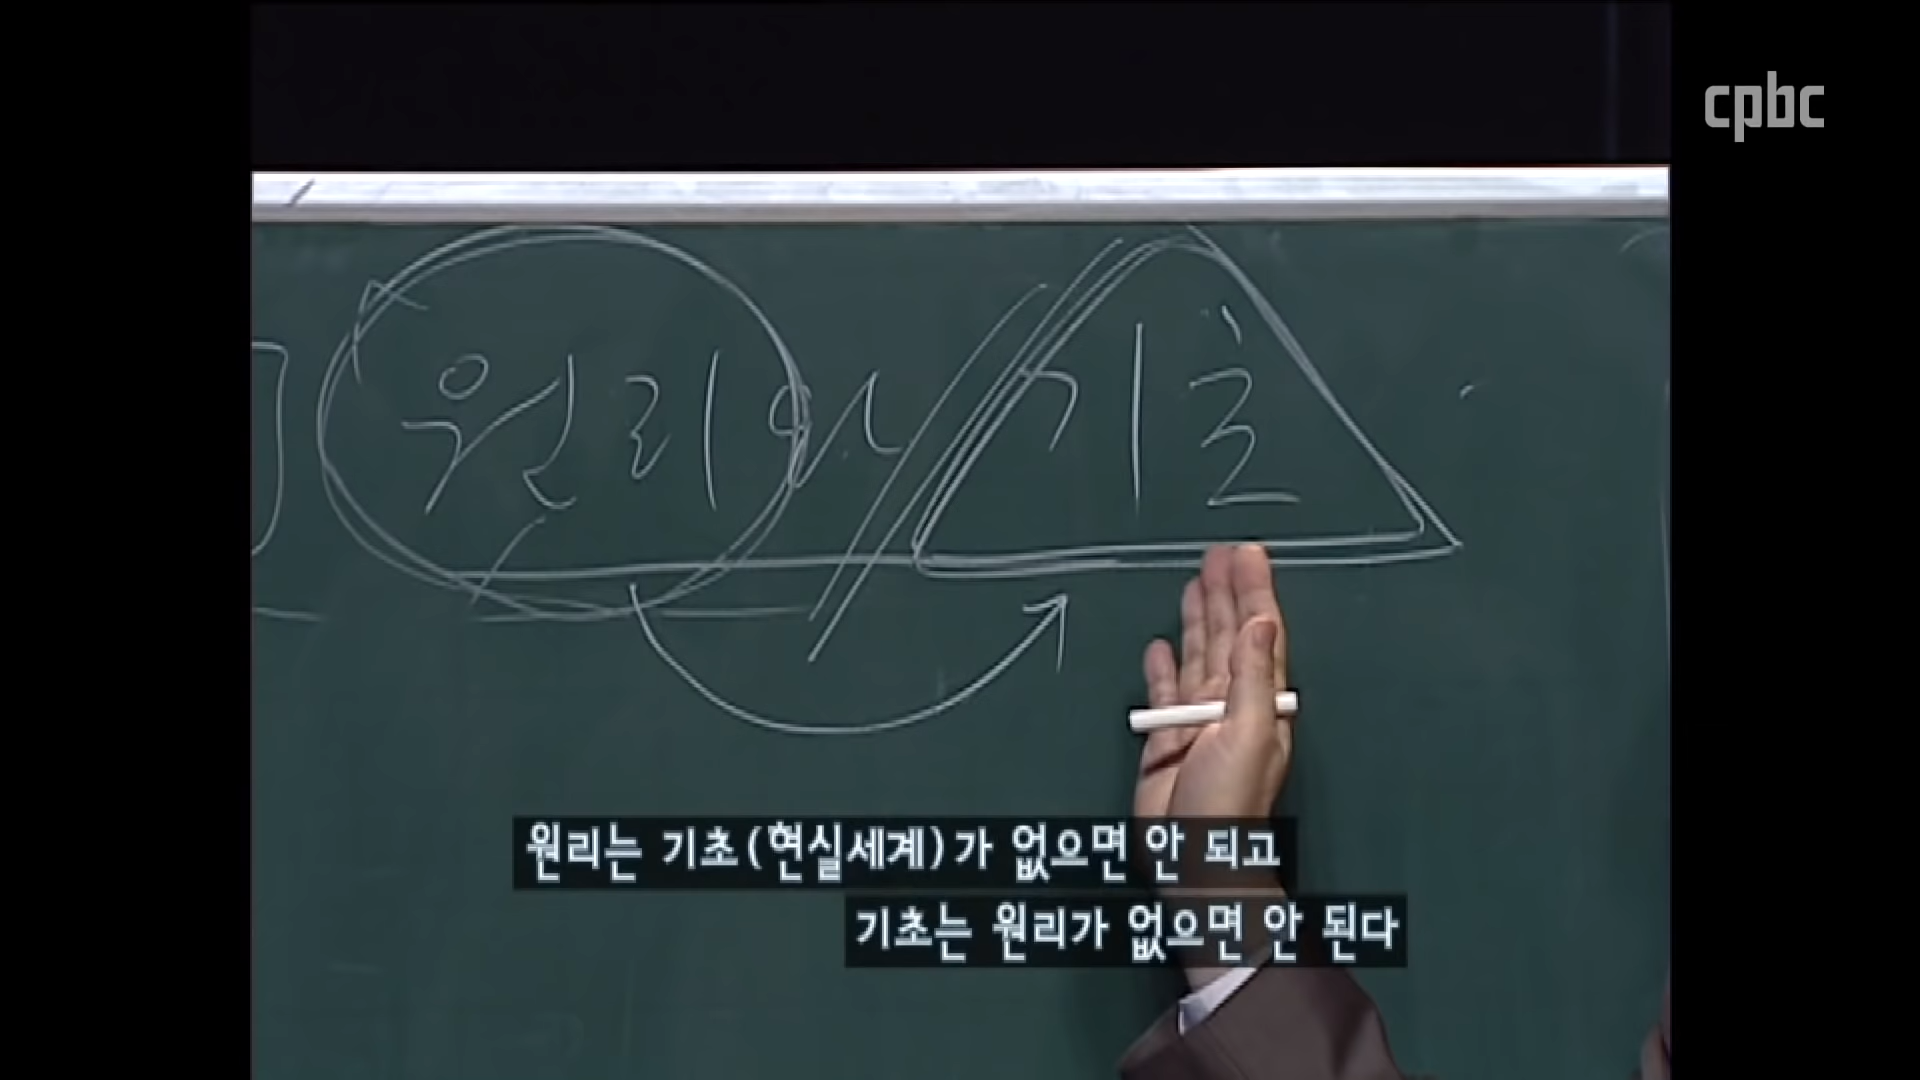 cpbc
원리와 기초
원리는 기초(현실세계)가 없으면 안 되고
기초는 원리가 없으면 안 된다